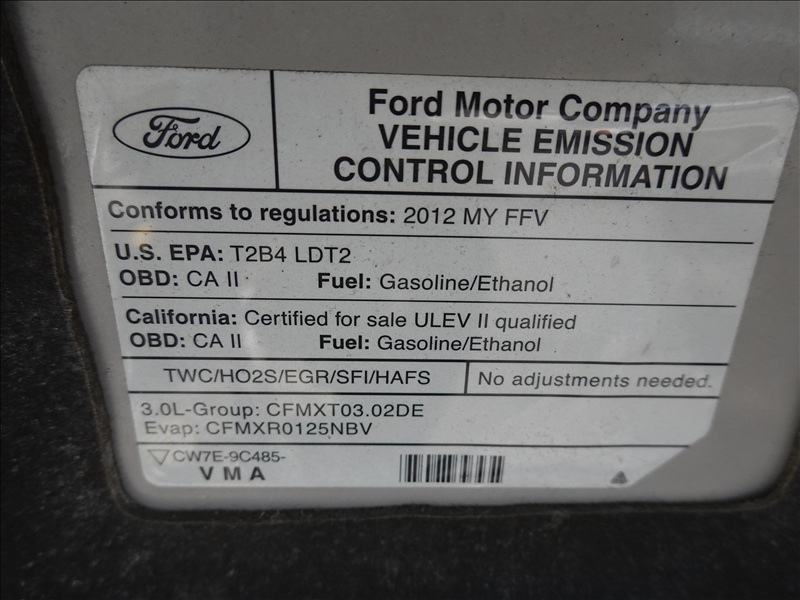 Ford
Ford Motor Company
VEHICLE EMISSION
CONTROL INFORMATION
Conforms to regulations: 2012 MY FFV
U.S. EPA: T2B4 LDT2
OBD: CA II Fuel: Gasoline/Ethanol
California: Certified for sale ULEV II qualified
OBD: CA II Fuel: Gasoline/Ethanol
TWC/HO2S/EGR/SFI/HAFS No adjustments needed.
3.0L-Group: CFMXT03.02DE
Evap: CFMXR0125NBV
CW7E-9C485-
V M A